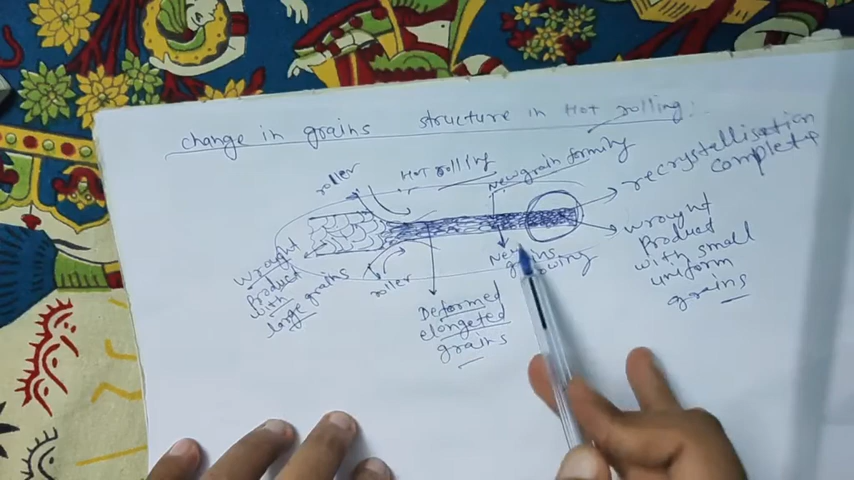 change in grains structure in Hot rolling:
Hot rolling
roller
New grain forming
recrystallisation
complete
wrought
product
with
large grains
roller
Deformed
elongeted
grains
New
grains
growing
wrought
Product
with small
uniform
grains